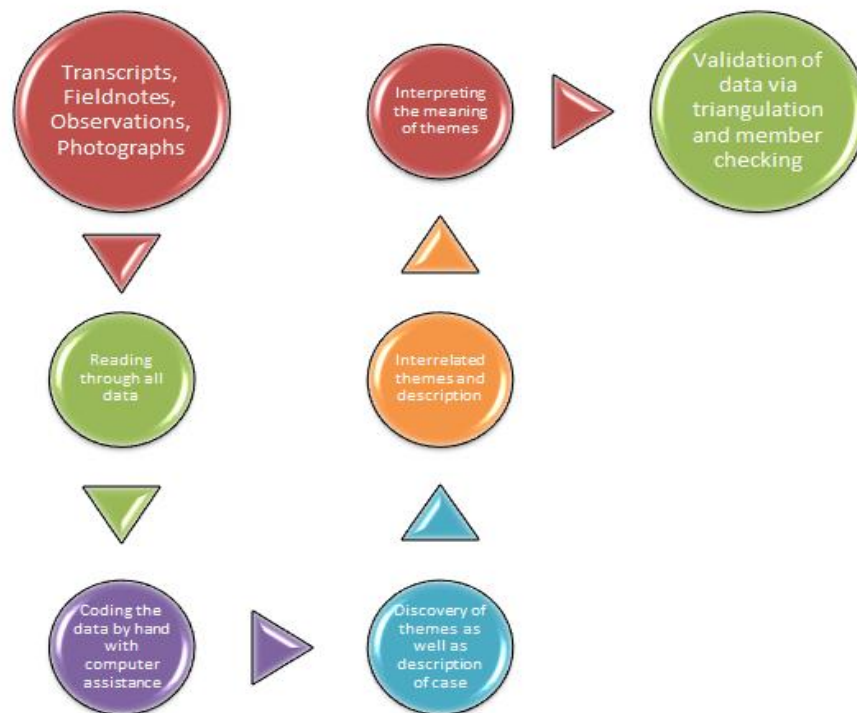 Transcripts,
Fieldnotes,
Observations,
Photographs
Reading
through all
data
Coding the
data by hand
with
computer
assistance
Discovery of
themes as
well as
description
of case
Interrelated
themes and
description
Interpreting
the meaning
of themes
Validation of
data via
triangulation
and member
checking